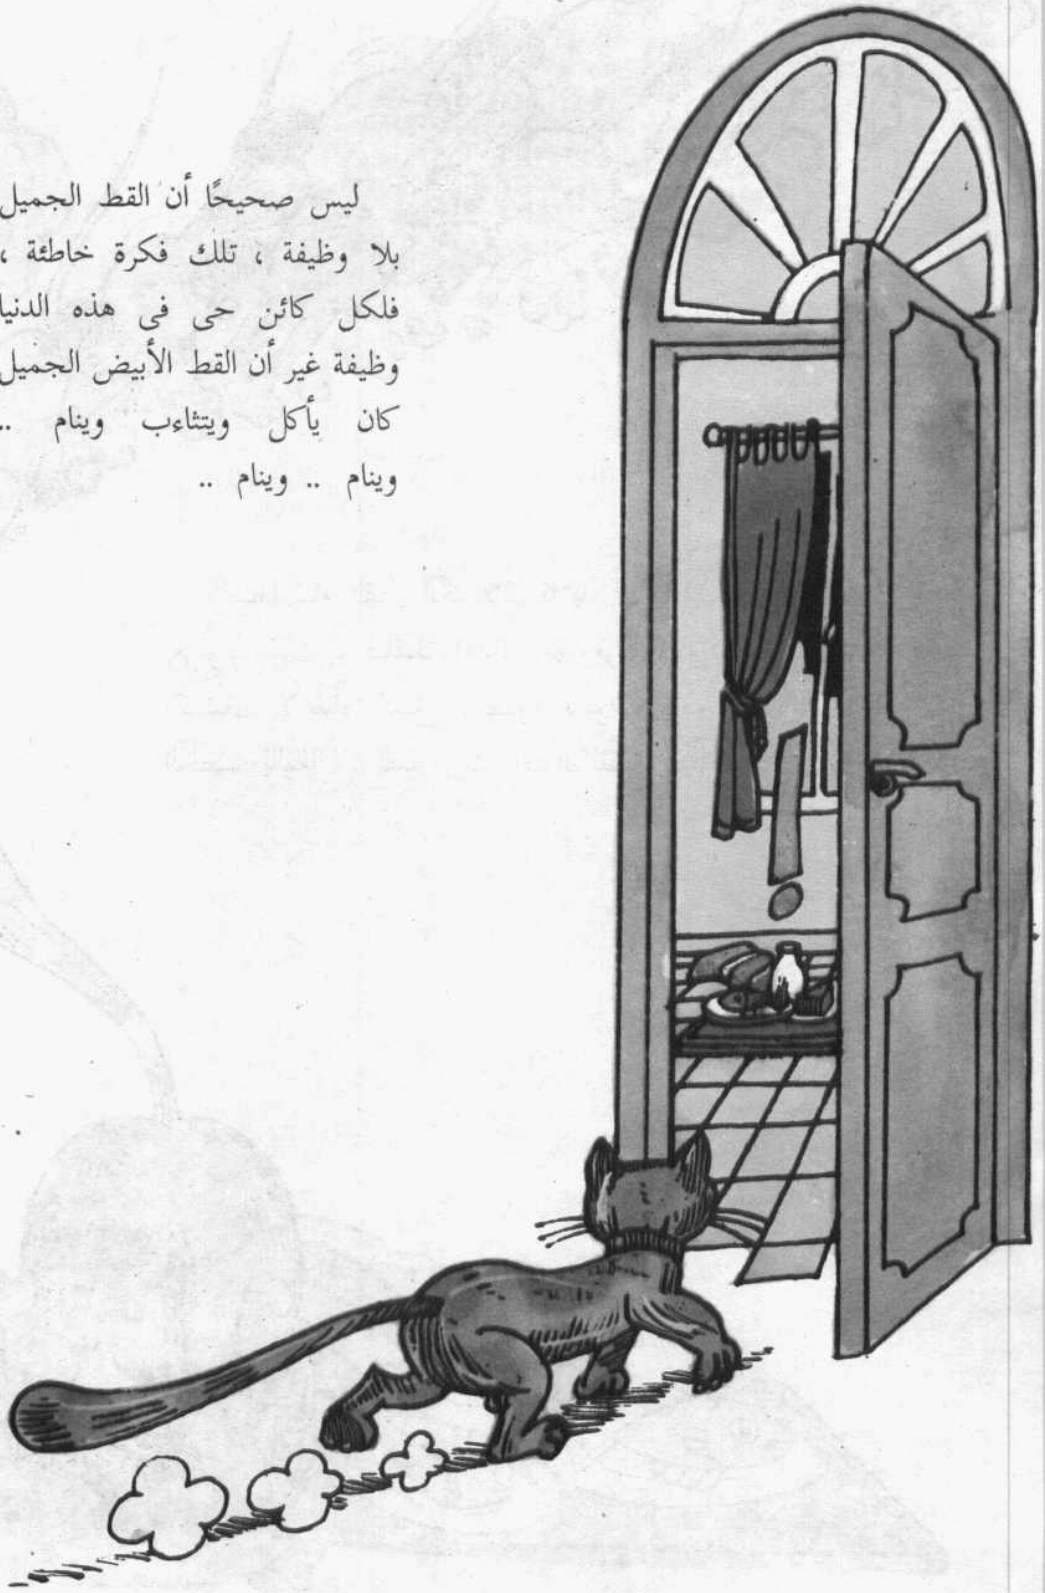 ليس صحيحًا أن القط الجميل
بلا وظيفة ، تلك فكرة خاطئة ،
فلكل كائن حى فى هذه الدنيا
وظيفة غير أن القط الأبيض الجميل
كان يأكل ويتثاءب وينام ..
وينام .. وينام ..